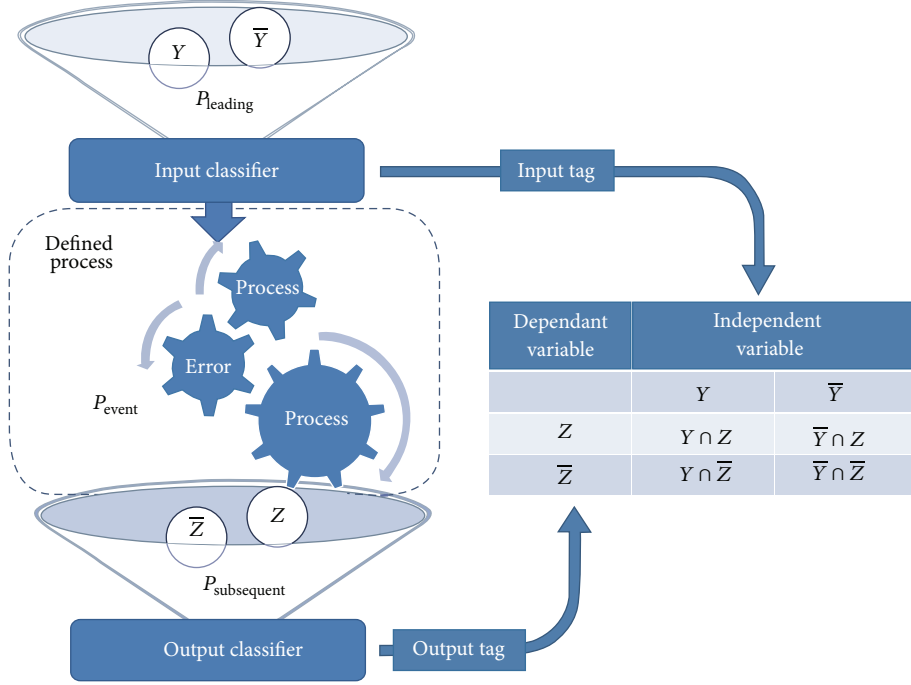 Y
Y̅
P_leading
Input classifier
Input tag
Defined
process
Process
Error
Process
P_event
Dependant
variable
Independent
variable
Y Y̅
Z Y ∩ Z Y̅ ∩ Z
Z̅ Y ∩ Z̅ Y̅ ∩ Z̅
Z̅
Z
P_subsequent
Output classifier
Output tag